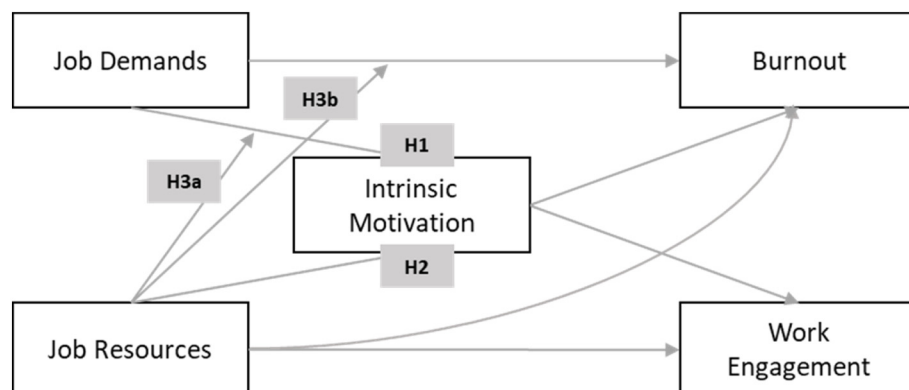 Job Demands
Burnout
H3b
H1
H3a
Intrinsic
Motivation
H2
Job Resources
Work
Engagement